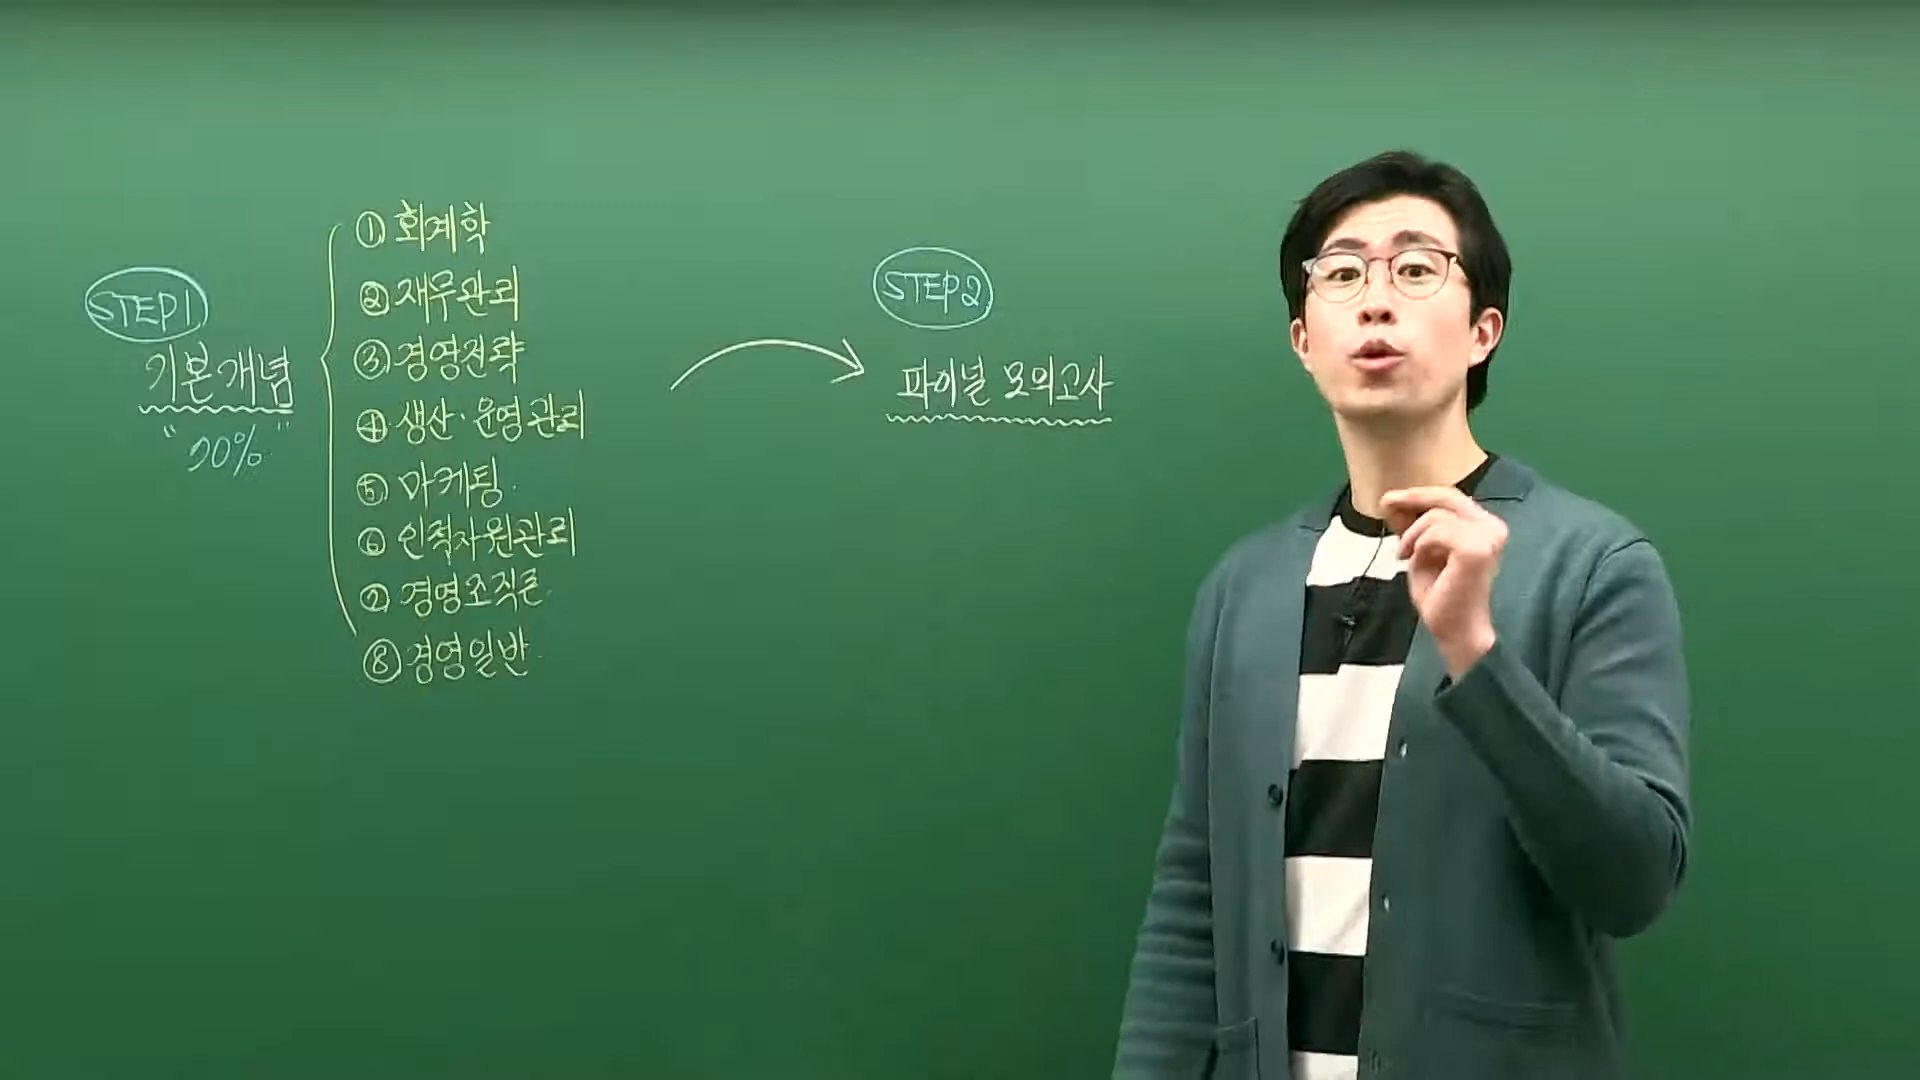 STEP1
기본개념
"90%"
① 회계학
② 재무관리
③ 경영전략
④ 생산·운영관리
⑤ 마케팅
⑥ 인적자원관리
⑦ 경영조직론
⑧ 경영일반
STEP2
파이널 모의고사